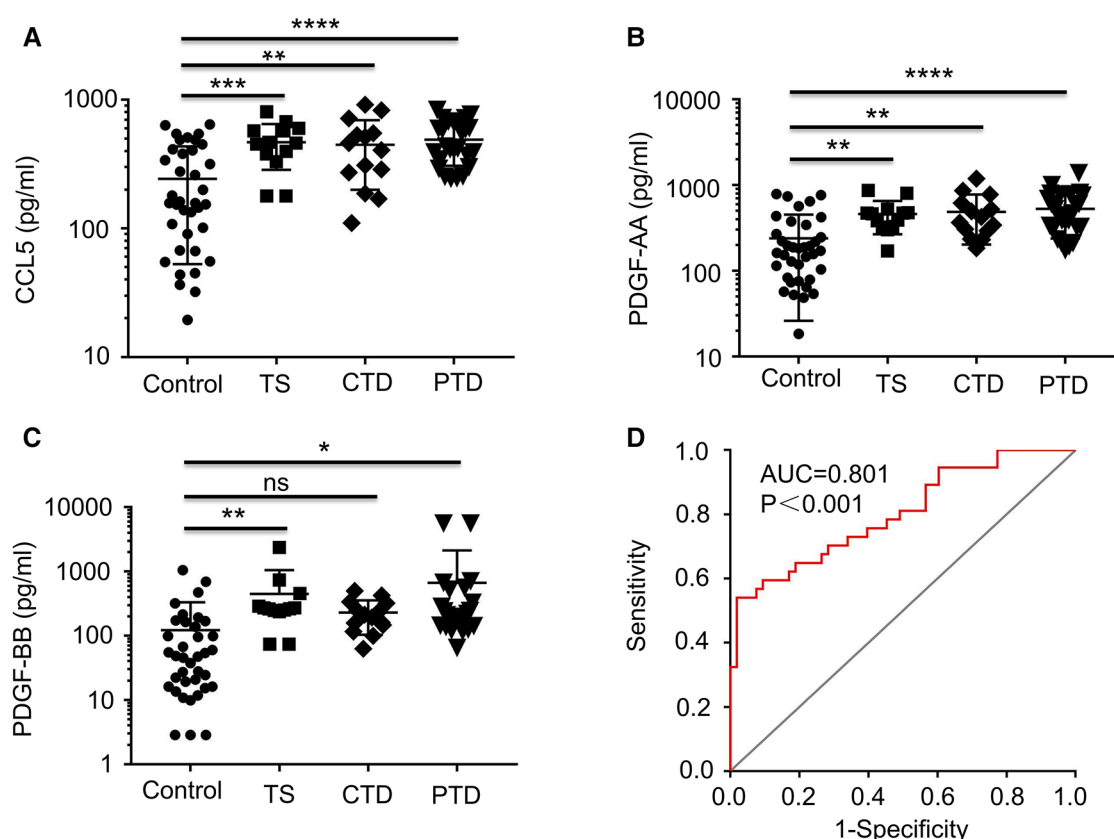 A
****
**
***
1000
100
10
CCL5 (pg/ml)
Control TS CTD PTD
B
****
**
**
10000
1000
100
10
PDGF-AA (pg/ml)
Control TS CTD PTD
C
*
ns
**
10000
1000
100
10
1
PDGF-BB (pg/ml)
Control TS CTD PTD
D
AUC=0.801
P<0.001
1.0
0.8
0.6
0.4
0.2
0.0
Sensitivity
0.0 0.2 0.4 0.6 0.8 1.0
1-Specificity